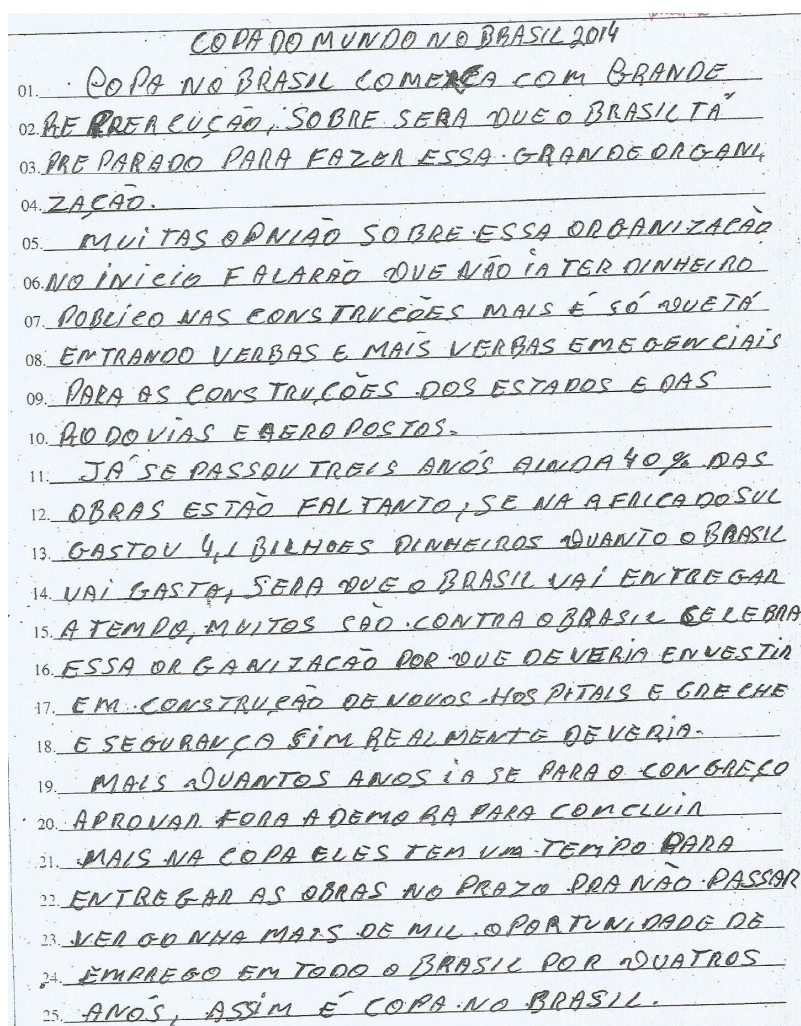 COPA DO MUNDO NO BRASIL 2014
01. COPA NO BRASIL COMEÇA COM GRANDE
02. REPRERCUÇÃO, SOBRE SERA QUE O BRASIL TÁ
03. PREPARADO PARA FAZER ESSA GRANDE ORGANI
04. ZAÇÃO.
05. MUITAS OPNIÃO SOBRE ESSA ORGANIZAÇÃO
06. NO INÍCIO FALARÃO QUE NÃO IA TER DINHEIRO
07. POBLICO NAS CONSTRUÇÕES MAIS É SÓ QUE TÁ
08. ENTRANDO VERBAS E MAIS VERBAS EMEGENCIAIS
09. PARA AS CONSTRUÇÕES DOS ESTADOS E DAS
10. RODOVIAS E AEROPOSTOS.
11. JÁ SE PASSOU TREIS ANOS AINDA 40% DAS
12. OBRAS ESTÃO FALTANTO, SE NA AFRICA DO SUL
13. GASTOU 4,1 BILHOES DINHEIROS QUANTO O BRASIL
14. VAI GASTA, SERA QUE O BRASIL VAI ENTREGAR
15. A TEMPO, MUITOS SÃO CONTRA O BRASIL CELEBRA
16. ESSA ORGANIZACÃO POR QUE DEVERIA ENVESTIR
17. EM CONSTRUÇÃO DE NOVOS HOSPITAIS E CRECHE
18. E SEGURANÇA SIM REALMENTE DEVERIA.
19. MAIS QUANTOS ANOS IA SE PARA O CONGREÇO
20. APROVAR FORA A DEMORA PARA COMCLUIR
21. MAIS NA COPA ELES TEM UM TEMPO PARA
22. ENTREGAR AS OBRAS NO PRAZO PRA NÃO PASSAR
23. VERGONHA MAIS DE MIL OPORTUNIDADE DE
24. EMPREGO EM TODO O BRASIL POR QUATROS
25. ANOS, ASSIM É COPA NO BRASIL.